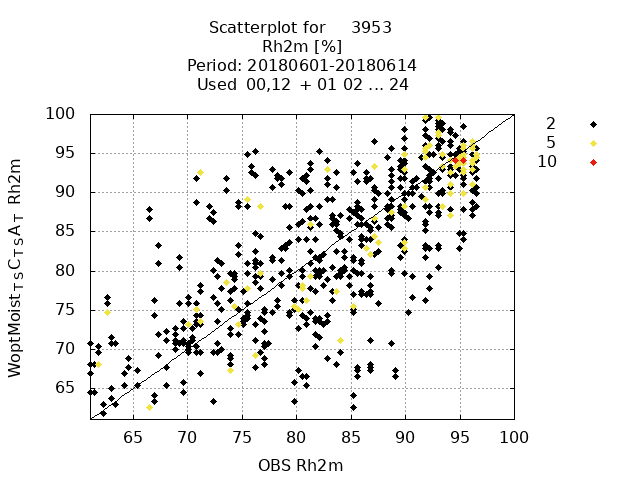 Scatterplot for 3953
Rh2m [%]
Period: 20180601-20180614
Used 00,12 + 01 02 ... 24
100
95
90
85
80
75
70
65
WoptMoist_TsC_TsA_T Rh2m
65 70 75 80 85 90 95 100
OBS Rh2m
2
5
10